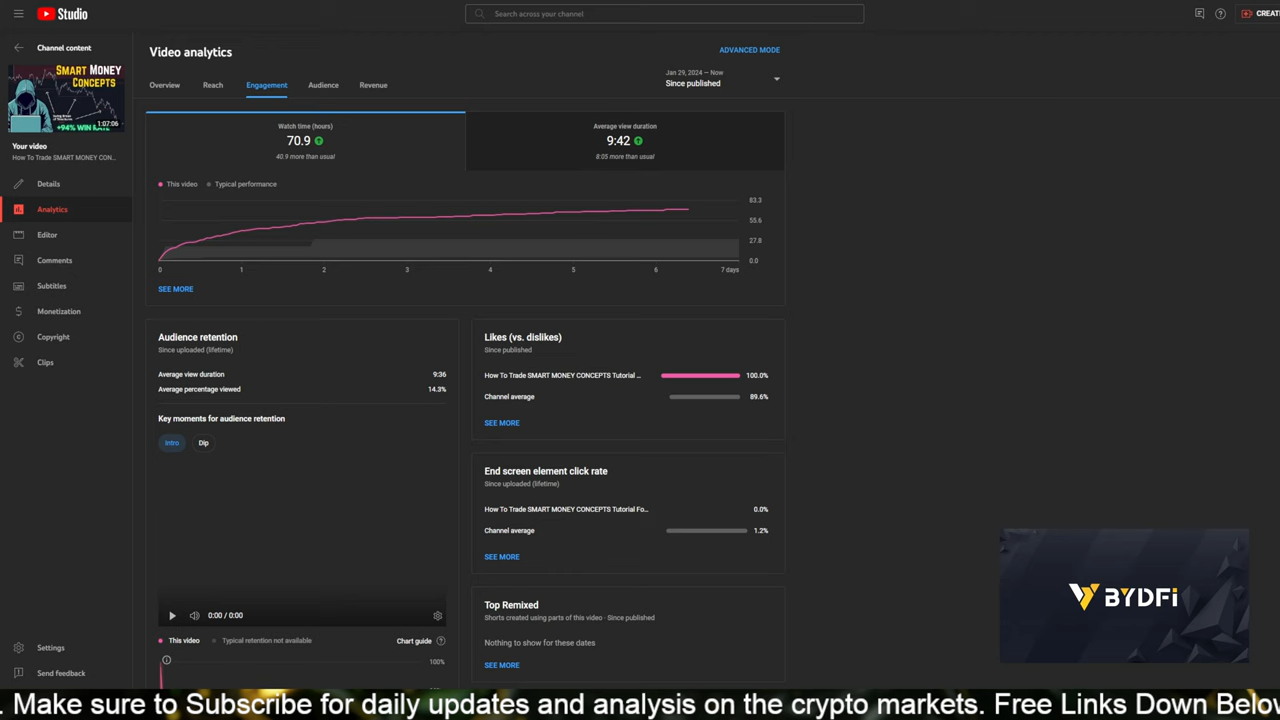 Studio
Search across your channel
CREAT
Channel content
SMART MONEY
CONCEPTS
+94% WIN RATE
1:07:06
Your video
How To Trade SMART MONEY CON...
Details
Analytics
Editor
Comments
Subtitles
Monetization
Copyright
Clips
Settings
Send feedback
Video analytics
ADVANCED MODE
Overview
Reach
Engagement
Audience
Revenue
Jan 29, 2024 – Now
Since published
Watch time (hours)
70.9
40.9 more than usual
Average view duration
9:42
8:05 more than usual
This video
Typical performance
83.3
55.6
27.8
0.0
0 1 2 3 4 5 6 7 days
SEE MORE
Audience retention
Since uploaded (lifetime)
Average view duration 9:36
Average percentage viewed 14.3%
Key moments for audience retention
Intro
Dip
0:00 / 0:00
This video
Typical retention not available
Chart guide
100%
Likes (vs. dislikes)
Since published
How To Trade SMART MONEY CONCEPTS Tutorial ... 100.0%
Channel average 89.6%
SEE MORE
End screen element click rate
Since uploaded (lifetime)
How To Trade SMART MONEY CONCEPTS Tutorial Fo... 0.0%
Channel average 1.2%
SEE MORE
Top Remixed
Shorts created using parts of this video · Since published
Nothing to show for these dates
SEE MORE
BYDFi
. Make sure to Subscribe for daily updates and analysis on the crypto markets. Free Links Down Below